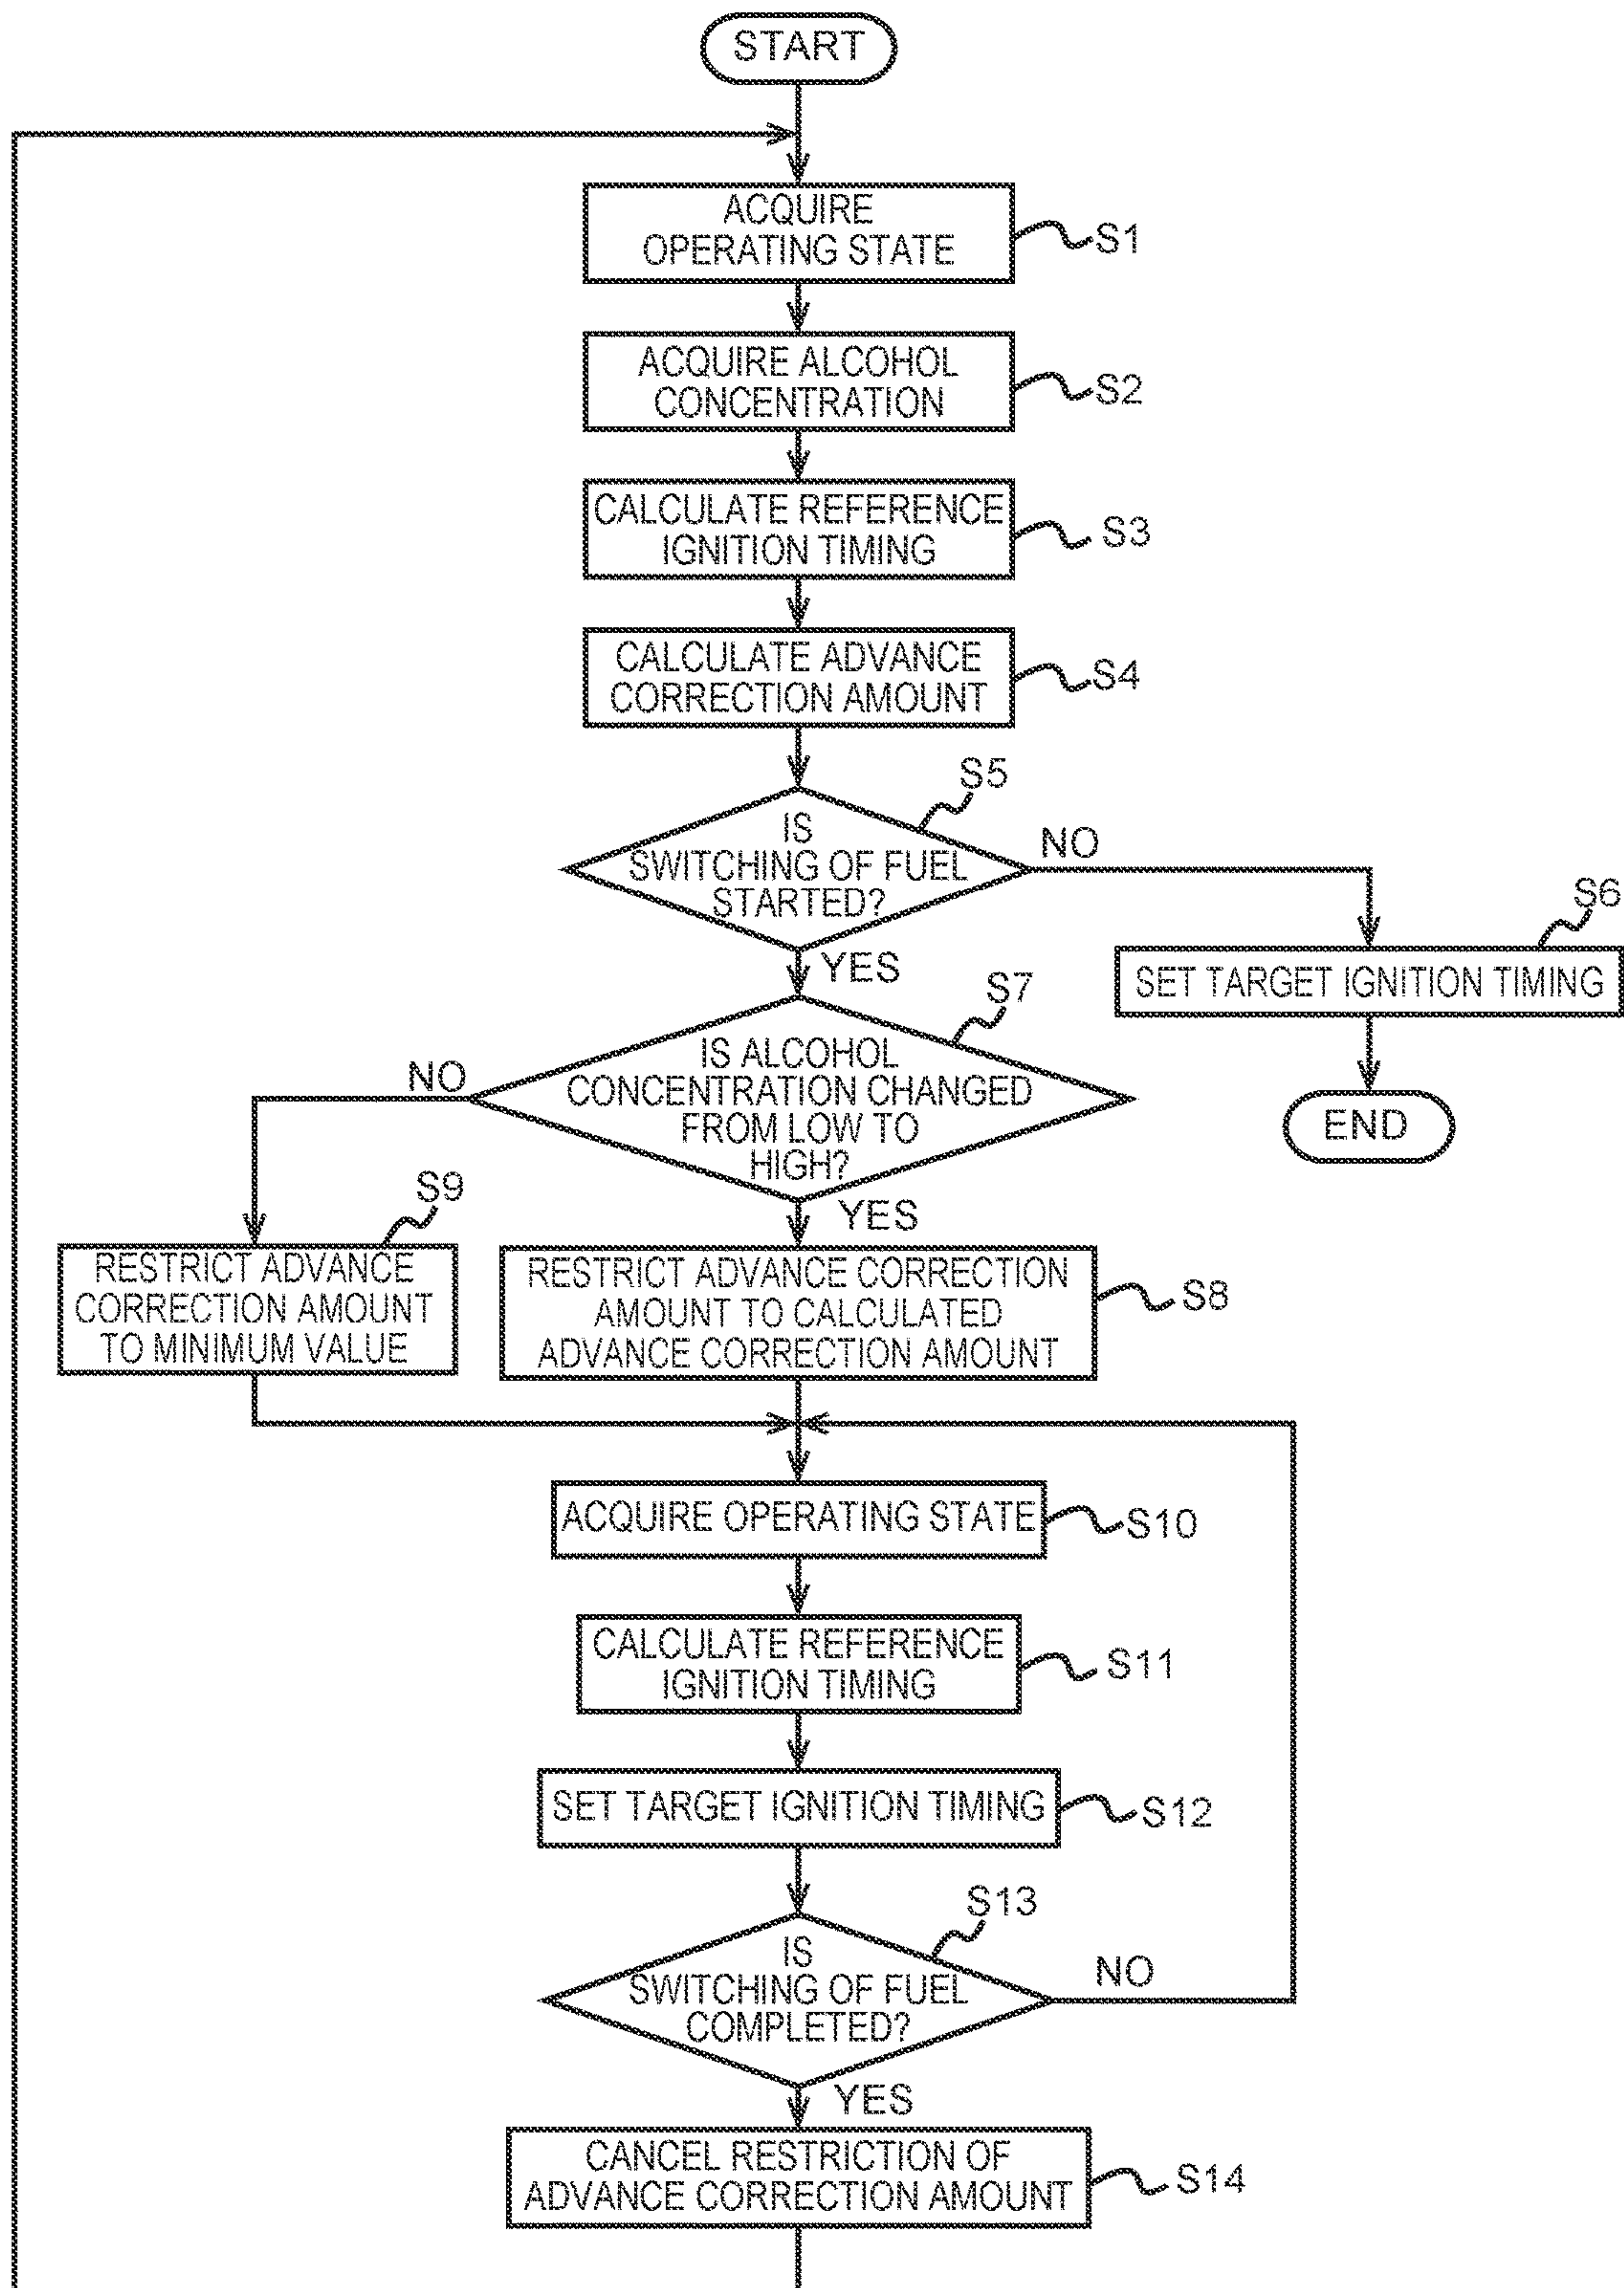 START
ACQUIRE
OPERATING STATE
S1
ACQUIRE ALCOHOL
CONCENTRATION
S2
CALCULATE REFERENCE
IGNITION TIMING
S3
CALCULATE ADVANCE
CORRECTION AMOUNT
S4
S5
IS
SWITCHING OF FUEL
STARTED?
NO
YES
S6
SET TARGET IGNITION TIMING
END
S7
IS ALCOHOL
CONCENTRATION CHANGED
FROM LOW TO
HIGH?
NO
YES
S9
RESTRICT ADVANCE
CORRECTION AMOUNT
TO MINIMUM VALUE
RESTRICT ADVANCE CORRECTION
AMOUNT TO CALCULATED
ADVANCE CORRECTION AMOUNT
S8
ACQUIRE OPERATING STATE
S10
CALCULATE REFERENCE
IGNITION TIMING
S11
SET TARGET IGNITION TIMING
S12
S13
IS
SWITCHING OF FUEL
COMPLETED?
NO
YES
CANCEL RESTRICTION OF
ADVANCE CORRECTION AMOUNT
S14